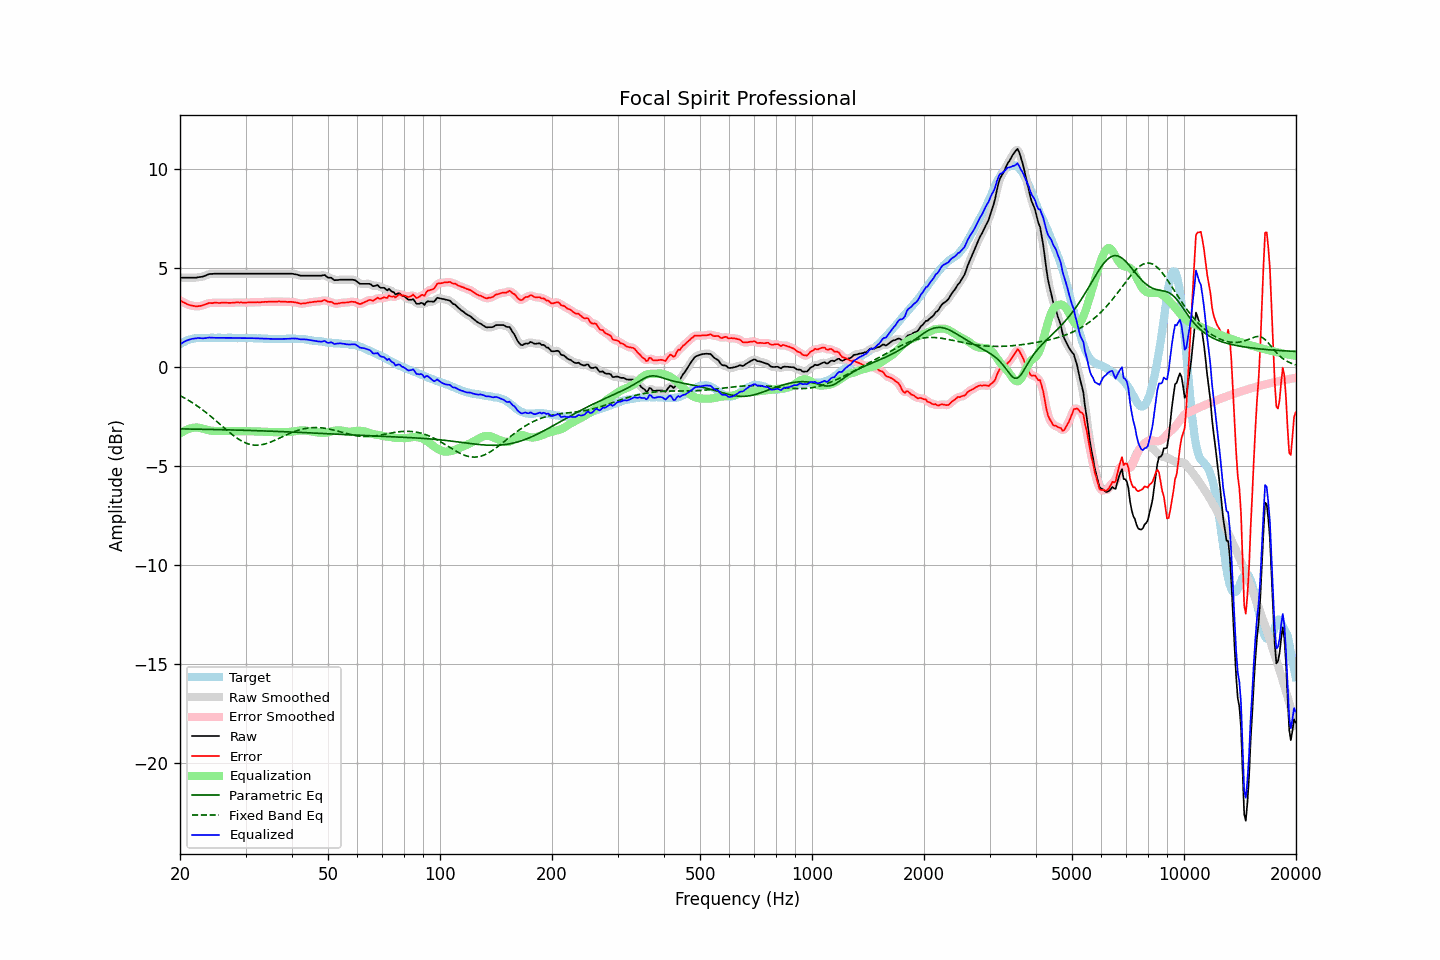 Focal Spirit Professional
Amplitude (dBr)
10
5
0
−5
−10
−15
−20
Target
Raw Smoothed
Error Smoothed
Raw
Error
Equalization
Parametric Eq
Fixed Band Eq
Equalized
20 50 100 200 500 1000 2000 5000 10000 20000
Frequency (Hz)